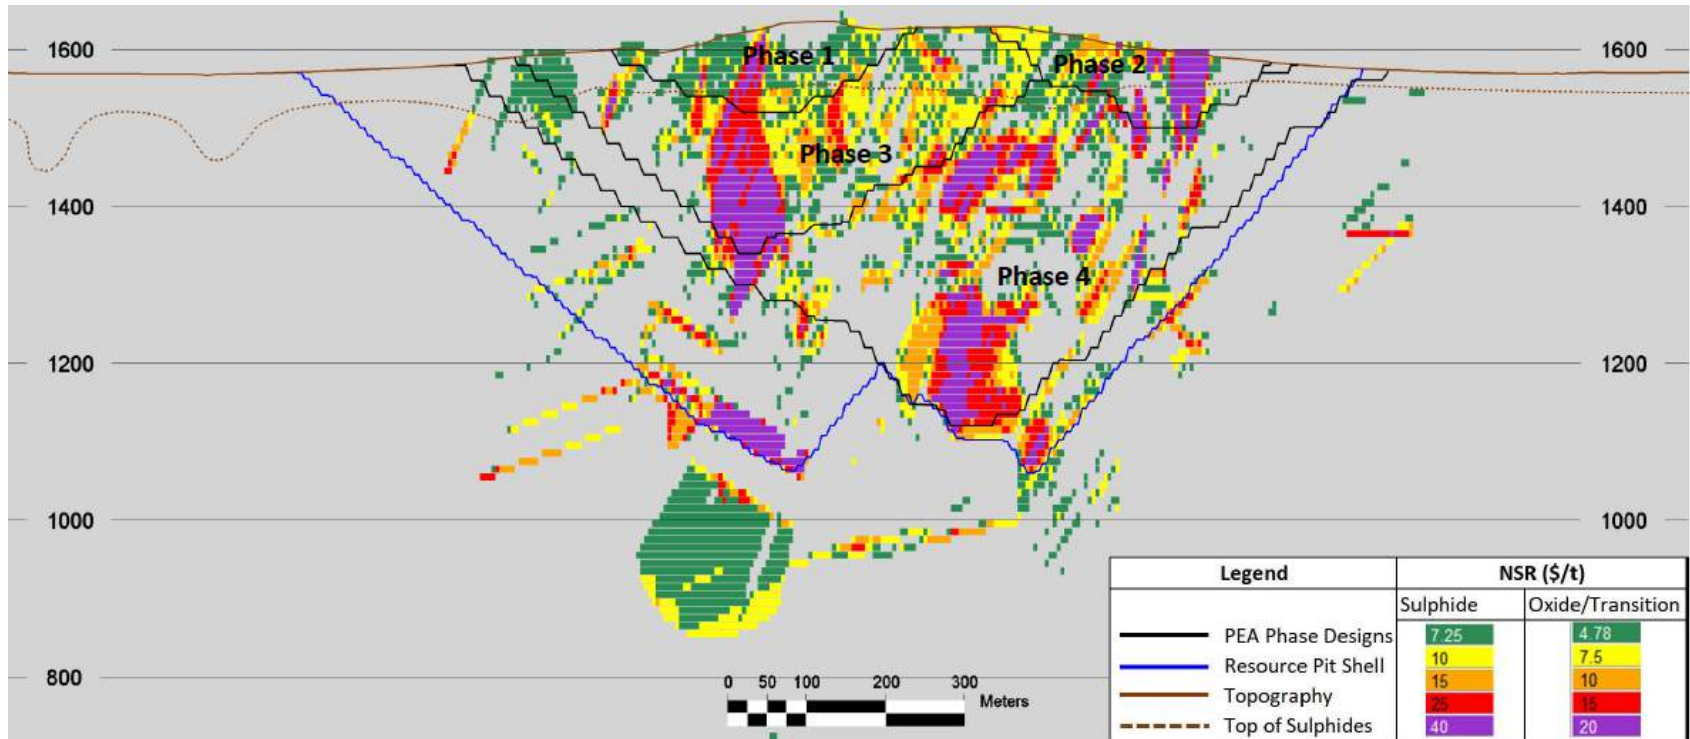 1600
1600
Phase 1
Phase 2
Phase 3
1400
1400
Phase 4
1200
1200
1000
1000
800
0 50 100 200 300
Meters
Legend NSR ($/t)
Sulphide Oxide/Transition
PEA Phase Designs 7.25 4.78
Resource Pit Shell 10 7.5
Topography 15 10
Top of Sulphides 25 15
40 20